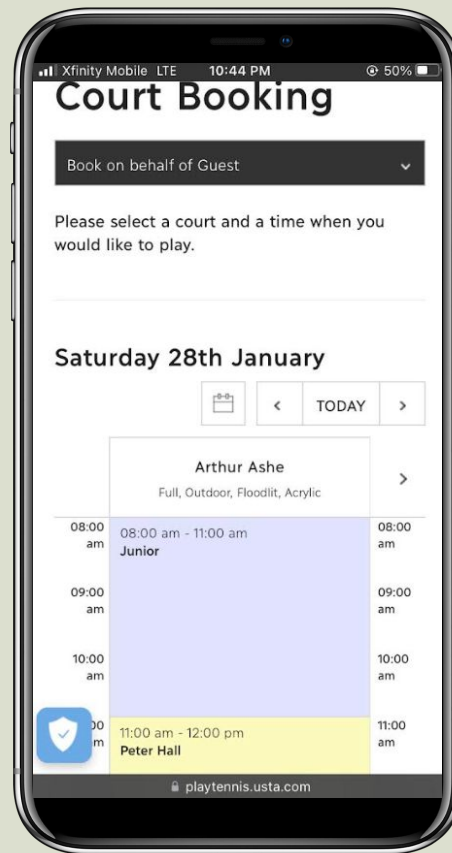 Xfinity Mobile LTE 10:44 PM 50%
Court Booking
Book on behalf of Guest
Please select a court and a time when you
would like to play.
Saturday 28th January
< TODAY >
Arthur Ashe
Full, Outdoor, Floodlit, Acrylic
>
08:00 am
08:00 am - 11:00 am
Junior
08:00 am
09:00 am
09:00 am
10:00 am
10:00 am
11:00 am - 12:00 pm
Peter Hall
11:00 am
playtennis.usta.com